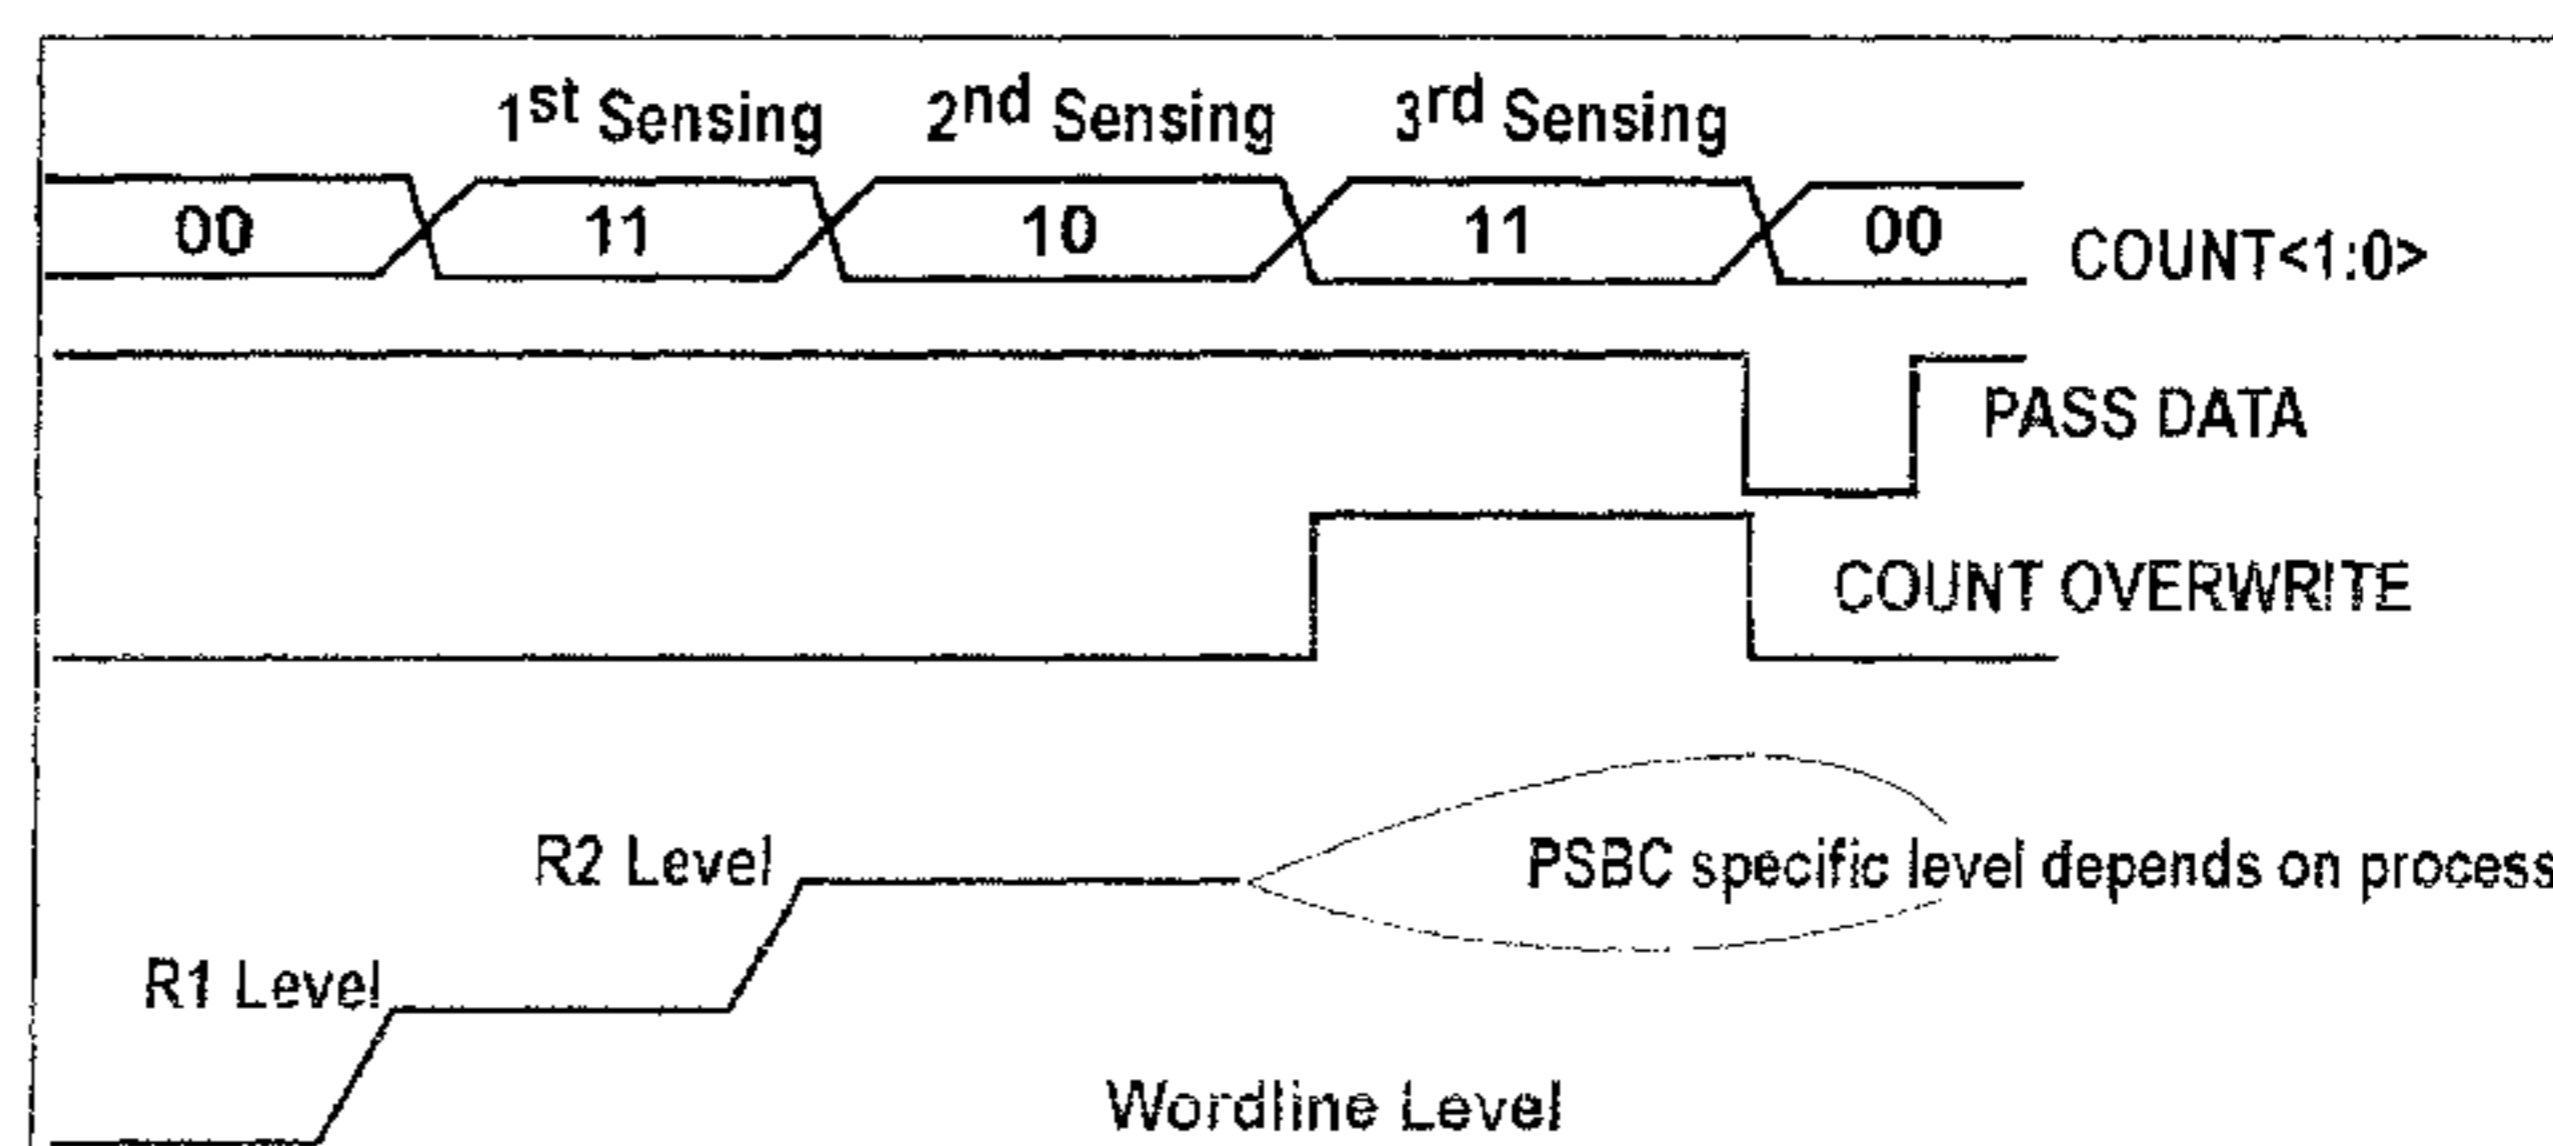 1st Sensing 2nd Sensing 3rd Sensing
00 11 10 11 00 COUNT<1:0>
PASS DATA
COUNT OVERWRITE
R2 Level PSBC specific level depends on process
R1 Level
Wordline Level